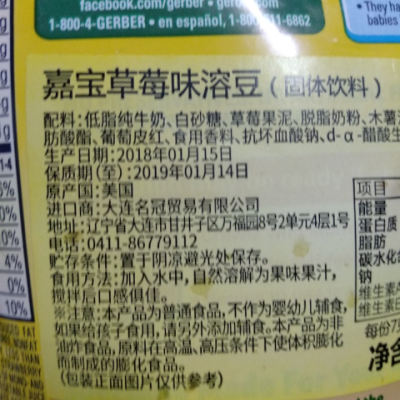 facebook.com/gerber • gerber.com
1-800-4-GERBER • en español, 1-800-511-6862
• They ha
babies
嘉宝草莓味溶豆（固体饮料）
配料：低脂纯牛奶、白砂糖、草莓果泥、脱脂奶粉、木薯
肪酸酯、葡萄皮红、食用香料、抗坏血酸钠、d-α-醋酸生
生产日期：2018年01月15日
保质期（至）：2019年01月14日
原产国：美国
进口商：大连名冠贸易有限公司
地址：辽宁省大连市甘井子区万福园8号2单元4层1号
电话：0411-86779112
贮存条件：置于阴凉避光处保存。
食用方法：加入水中，自然溶解为果味果汁，
搅拌后口感俱佳。
※注意：本产品为普通食品，不作为婴幼儿辅食，
如果给孩子食用，请另外添加辅食。本产品为非
油炸食品，原料在高温、高压条件下使体积膨化
而制成的膨化食品。
（包装正面图片仅供参考）
项目
能量
蛋白质
脂肪
碳水化
钠
维生素
维生素
每份7
净含
1-4
6%
0%
0%
4%
0%
10%